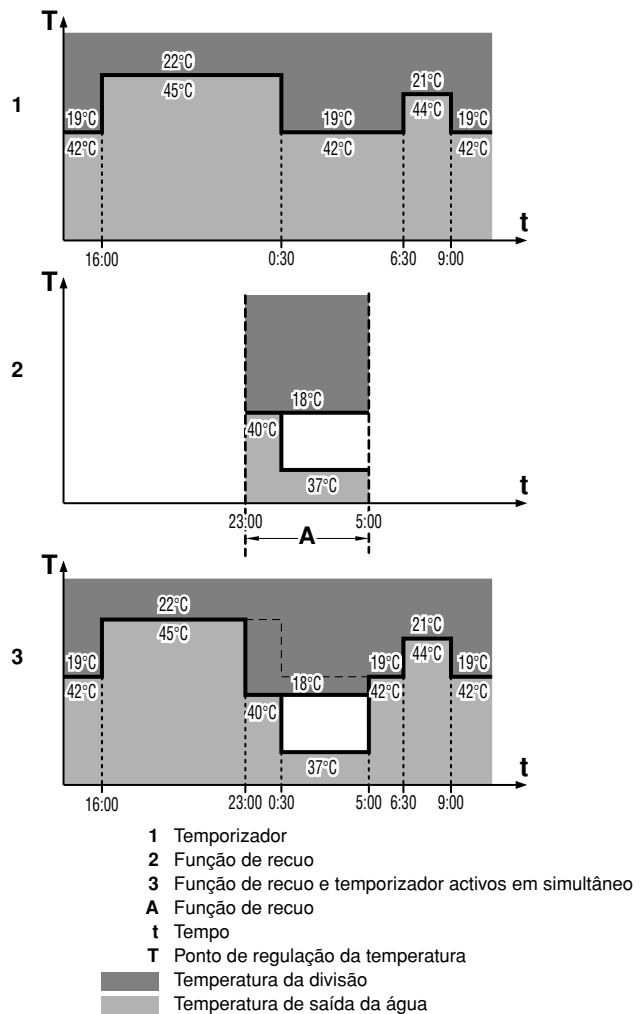 T
22°C
45°C
21°C
44°C
1
19°C
42°C
19°C
42°C
19°C
42°C
t
16:00 0:30 6:30 9:00
T
2
18°C
40°C
37°C
t
23:00 5:00
A
T
22°C
45°C
21°C
44°C
3
19°C
42°C
18°C
40°C
37°C
19°C
42°C
19°C
42°C
t
16:00 23:00 0:30 5:00 6:30 9:00
1 Temporizador
2 Função de recuo
3 Função de recuo e temporizador activos em simultâneo
A Função de recuo
t Tempo
T Ponto de regulação da temperatura
Temperatura da divisão
Temperatura de saída da água